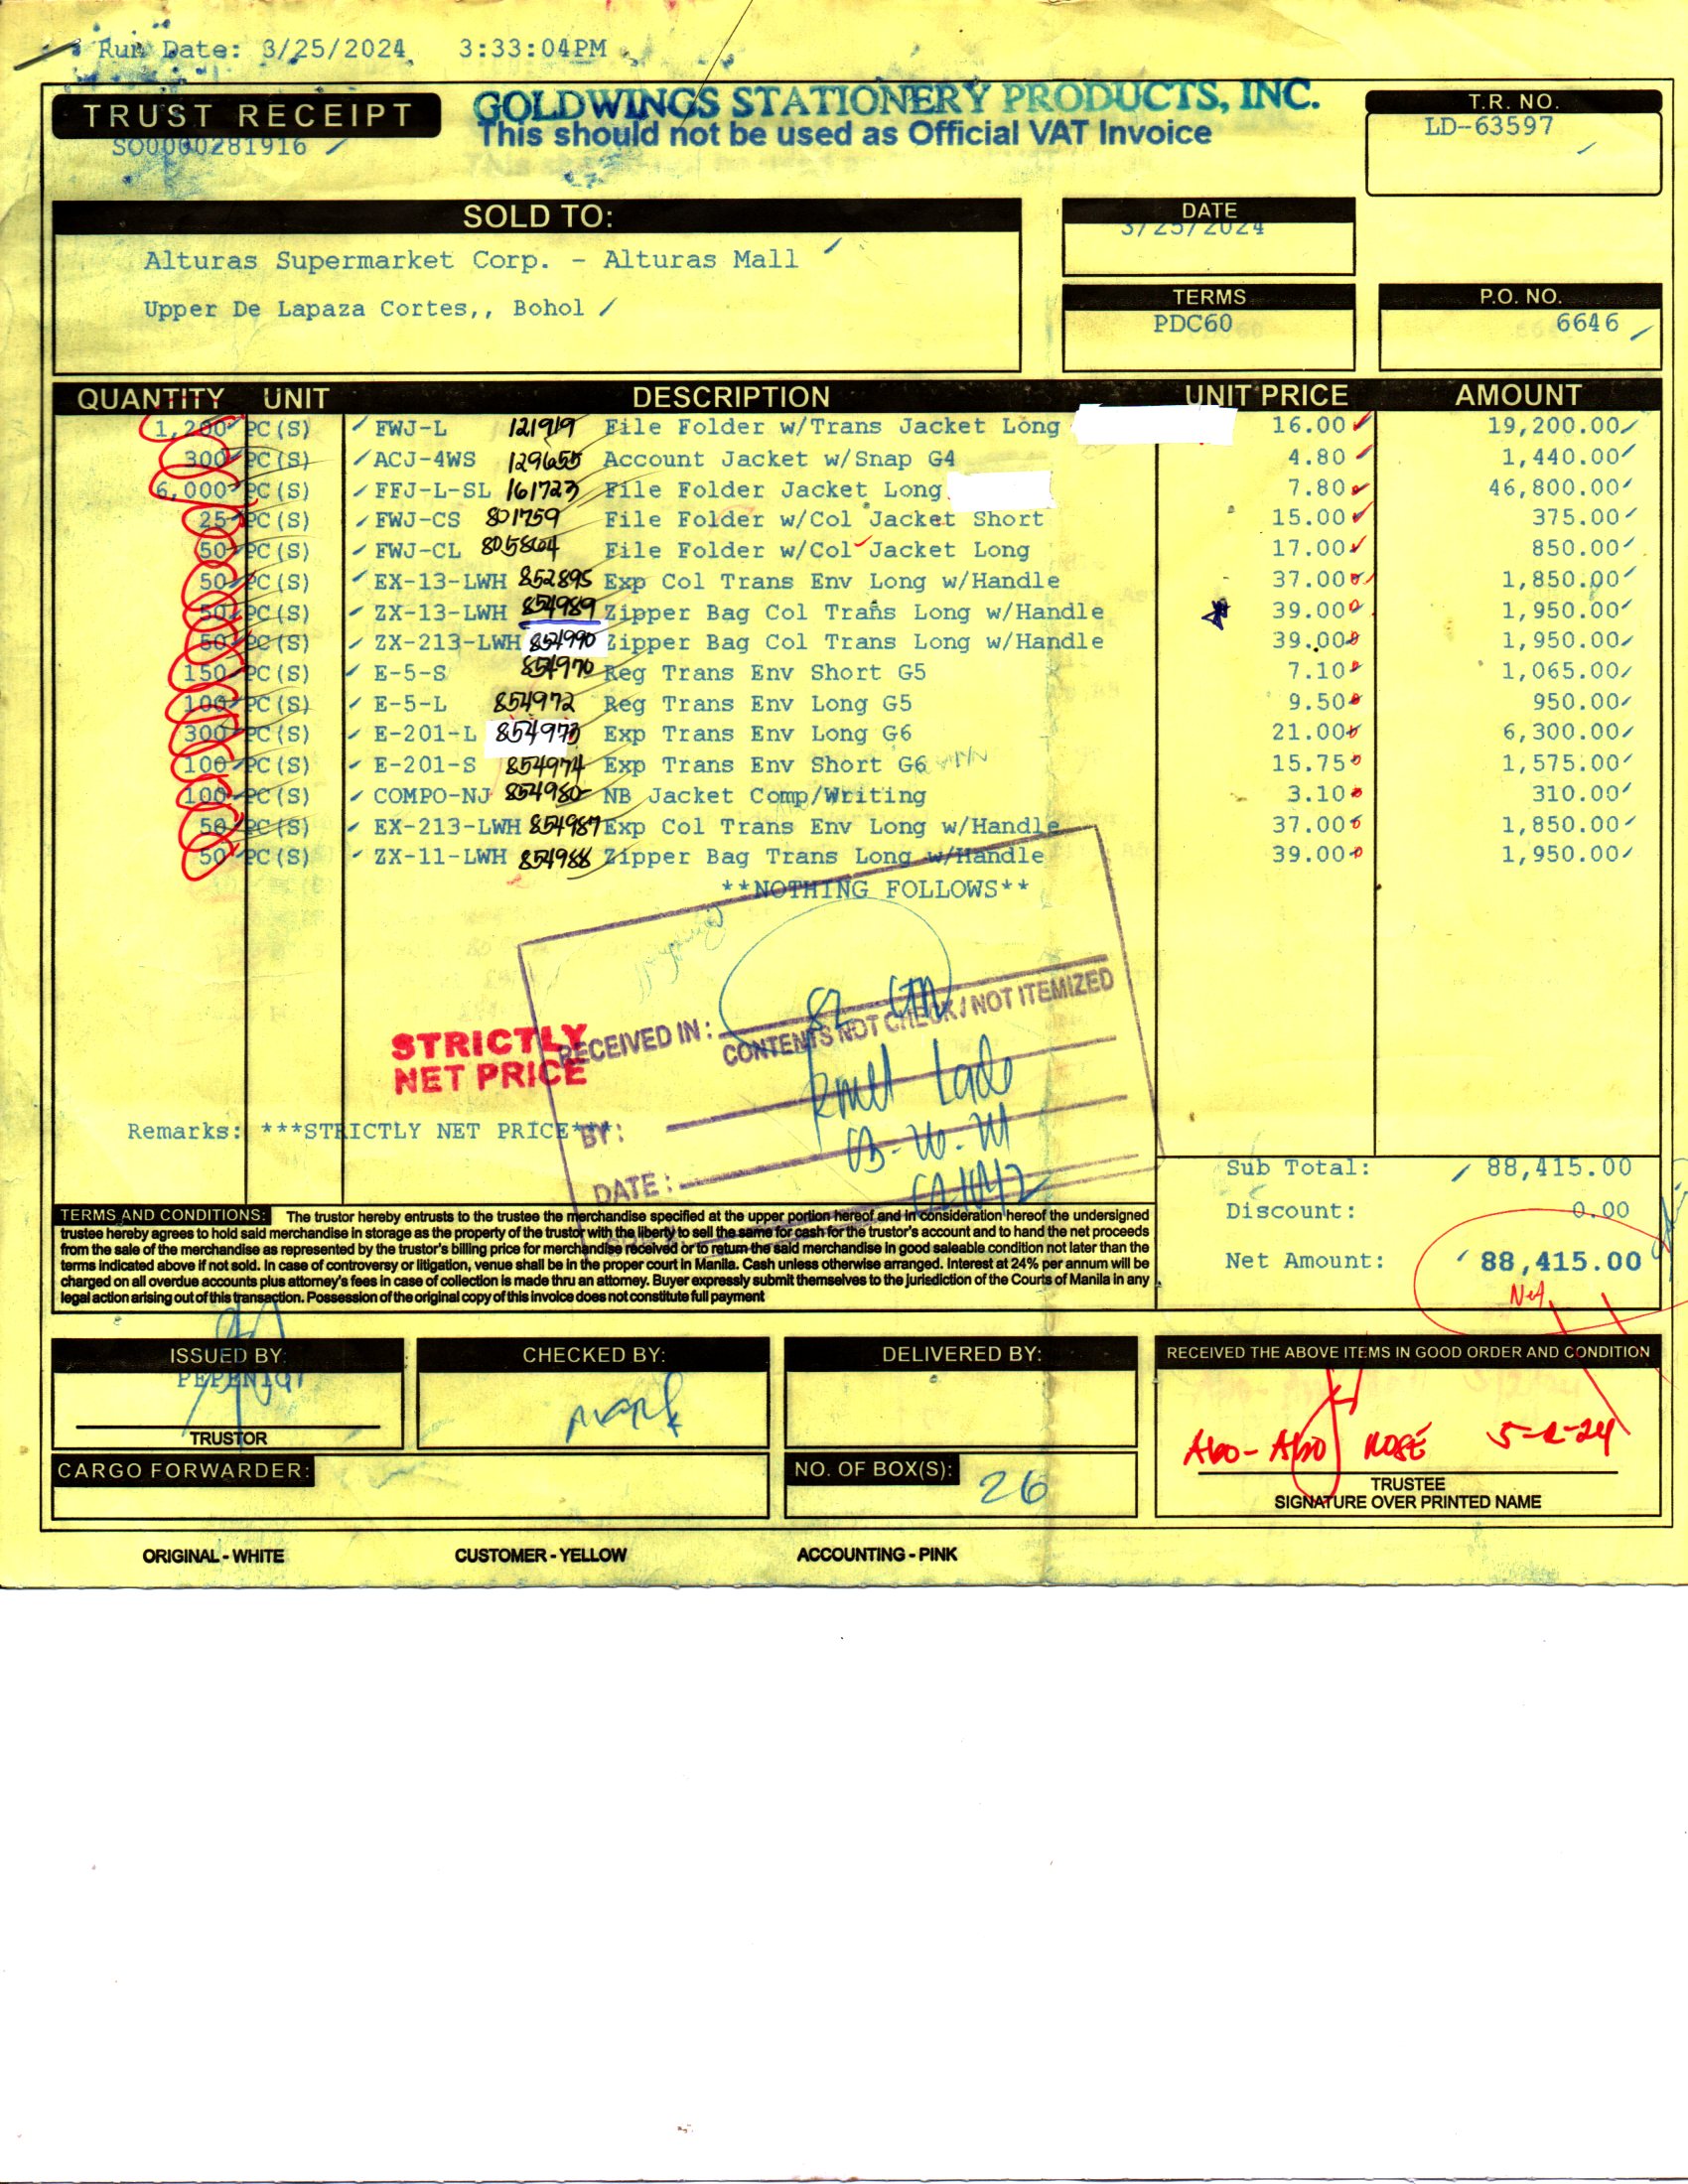 Run Date: 3/25/2024 3:33:04PM
GOLDWINGS STATIONERY PRODUCTS, INC.
This should not be used as Official VAT Invoice
TRUST RECEIPT
SO0000281916
T.R. NO.
LD-63597
SOLD TO:
Alturas Supermarket Corp. - Alturas Mall
Upper De Lapaza Cortes,, Bohol
DATE
3/25/2024
TERMS
PDC60
P.O. NO.
6646
QUANTITY UNIT DESCRIPTION UNIT PRICE AMOUNT
1,200 PC(S) FWJ-L 121919 File Folder w/Trans Jacket Long 16.00 19,200.00
300 PC(S) ACJ-4WS 129655 Account Jacket w/Snap G4 4.80 1,440.00
6,000 PC(S) FFJ-L-SL 161723 File Folder Jacket Long 7.80 46,800.00
25 PC(S) FWJ-CS 801759 File Folder w/Col Jacket Short 15.00 375.00
50 PC(S) FWJ-CL File Folder w/Col Jacket Long 17.00 850.00
50 PC(S) EX-13-LWH 852895 Exp Col Trans Env Long w/Handle 37.00 1,850.00
50 PC(S) ZX-13-LWH 854989 Zipper Bag Col Trans Long w/Handle 39.00 1,950.00
50 PC(S) ZX-213-LWH 854990 Zipper Bag Col Trans Long w/Handle 39.00 1,950.00
150 PC(S) E-5-S 854970 Reg Trans Env Short G5 7.10 1,065.00
100 PC(S) E-5-L 854972 Reg Trans Env Long G5 9.50 950.00
300 PC(S) E-201-L 854973 Exp Trans Env Long G6 21.00 6,300.00
100 PC(S) E-201-S 854974 Exp Trans Env Short G6 15.75 1,575.00
100 PC(S) COMPO-NJ 854980 NB Jacket Comp/Writing 3.10 310.00
50 PC(S) EX-213-LWH 854987 Exp Col Trans Env Long w/Handle 37.00 1,850.00
50 PC(S) ZX-11-LWH 854988 Zipper Bag Trans Long w/Handle 39.00 1,950.00
**NOTHING FOLLOWS**
RECEIVED IN:
CONTENTS NOT CHECK / NOT ITEMIZED
STRICTLY
NET PRICE
BY:
DATE:
Remarks: ***STRICTLY NET PRICE***
Sub Total: 88,415.00
Discount: 0.00
Net Amount: 88,415.00
Net
TERMS AND CONDITIONS: The trustor hereby entrusts to the trustee the merchandise specified at the upper portion hereof and in consideration hereof the undersigned
trustee hereby agrees to hold said merchandise in storage as the property of the trustor with the liberty to sell the same for cash for the trustor's account and to hand the net proceeds
from the sale of the merchandise as represented by the trustor's billing price for merchandise received or to return the said merchandise in good saleable condition not later than the
terms indicated above if not sold. In case of controversy or litigation, venue shall be in the proper court in Manila. Cash unless otherwise arranged. Interest at 24% per annum will be
charged on all overdue accounts plus attorney's fees in case of collection is made thru an attorney. Buyer expressly submit themselves to the jurisdiction of the Courts of Manila in any
legal action arising out of this transaction. Possession of the original copy of this invoice does not constitute full payment
ISSUED BY:
TRUSTOR
CHECKED BY:
mark
DELIVERED BY:
RECEIVED THE ABOVE ITEMS IN GOOD ORDER AND CONDITION
Abo-Abo ROSE 5-2-24
TRUSTEE
SIGNATURE OVER PRINTED NAME
CARGO FORWARDER:
NO. OF BOX(S): 26
ORIGINAL - WHITE CUSTOMER - YELLOW ACCOUNTING - PINK